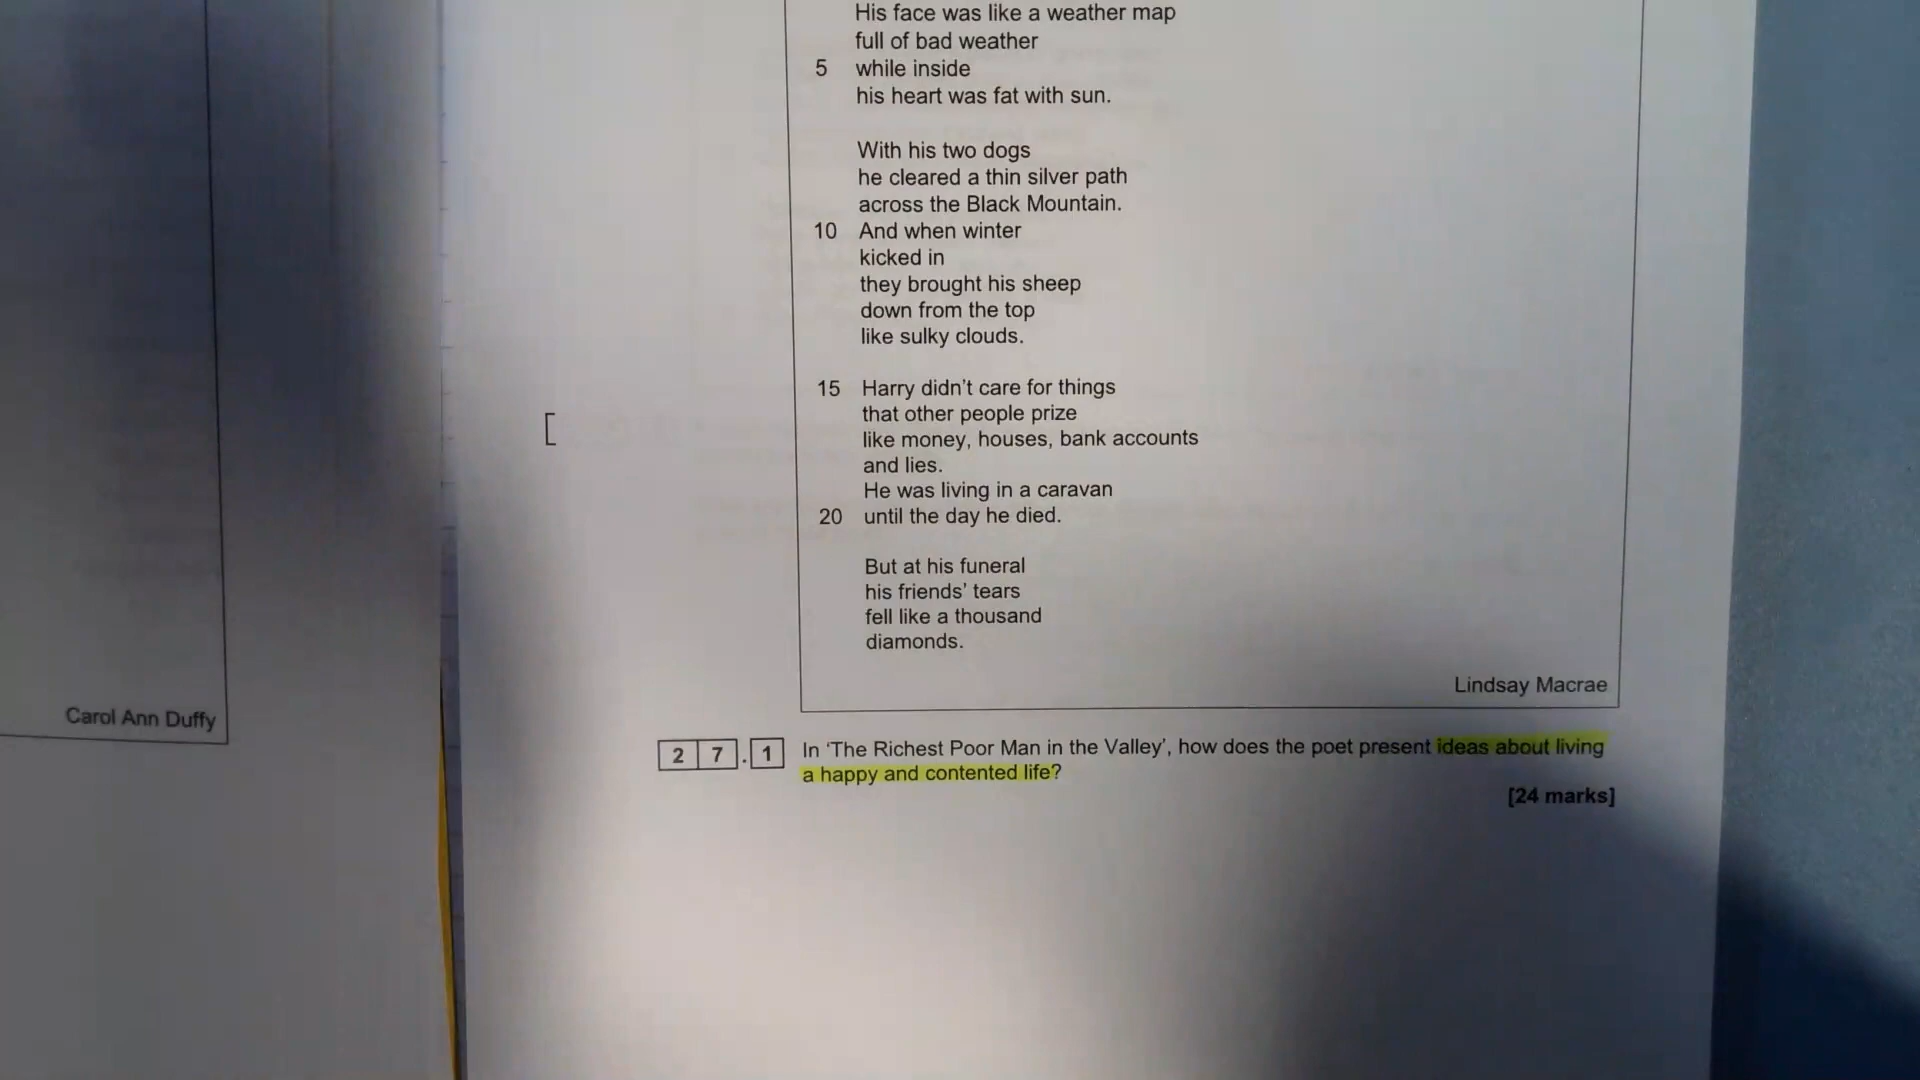 His face was like a weather map
full of bad weather
5 while inside
his heart was fat with sun.
With his two dogs
he cleared a thin silver path
across the Black Mountain.
10 And when winter
kicked in
they brought his sheep
down from the top
like sulky clouds.
15 Harry didn't care for things
that other people prize
like money, houses, bank accounts
and lies.
He was living in a caravan
20 until the day he died.
But at his funeral
his friends' tears
fell like a thousand
diamonds.
Lindsay Macrae
Carol Ann Duffy
[
2 7 . 1 In 'The Richest Poor Man in the Valley', how does the poet present ideas about living
a happy and contented life?
[24 marks]